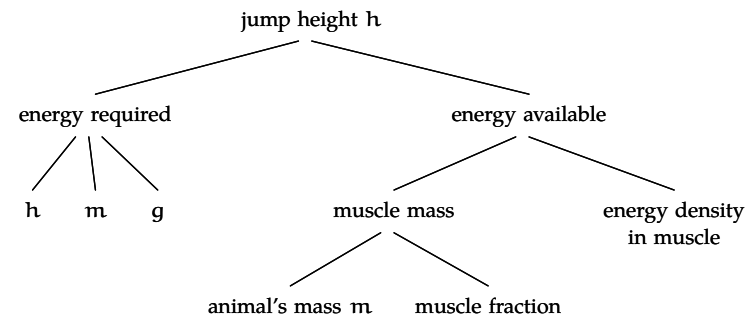 jump height h
energy required
energy available
h
m
g
muscle mass
energy density
in muscle
animal's mass m
muscle fraction